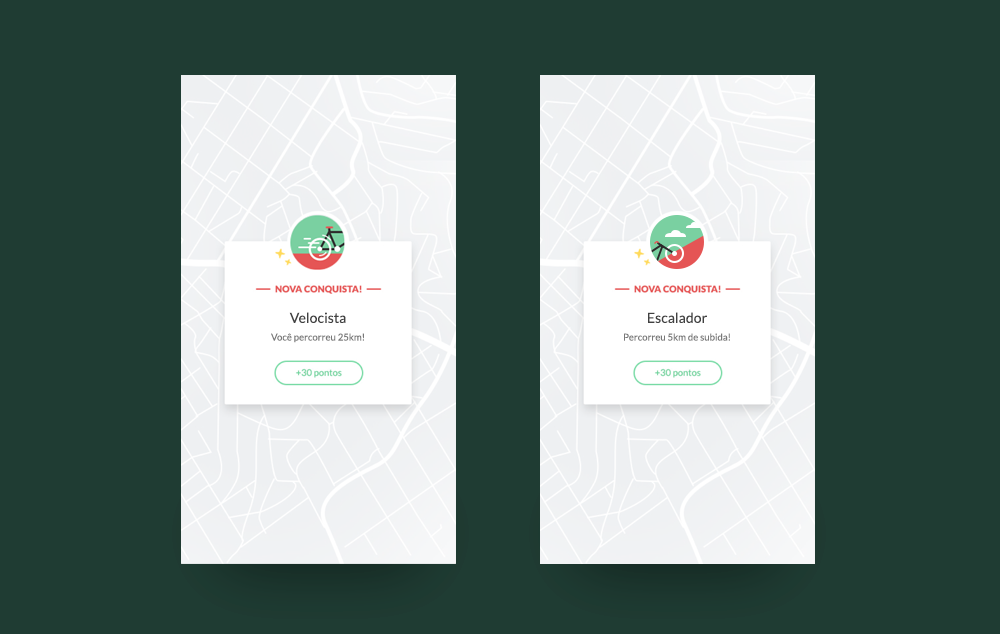 NOVA CONQUISTA!
Velocista
Você percorreu 25km!
+30 pontos
NOVA CONQUISTA!
Escalador
Percorreu 5km de subida!
+30 pontos